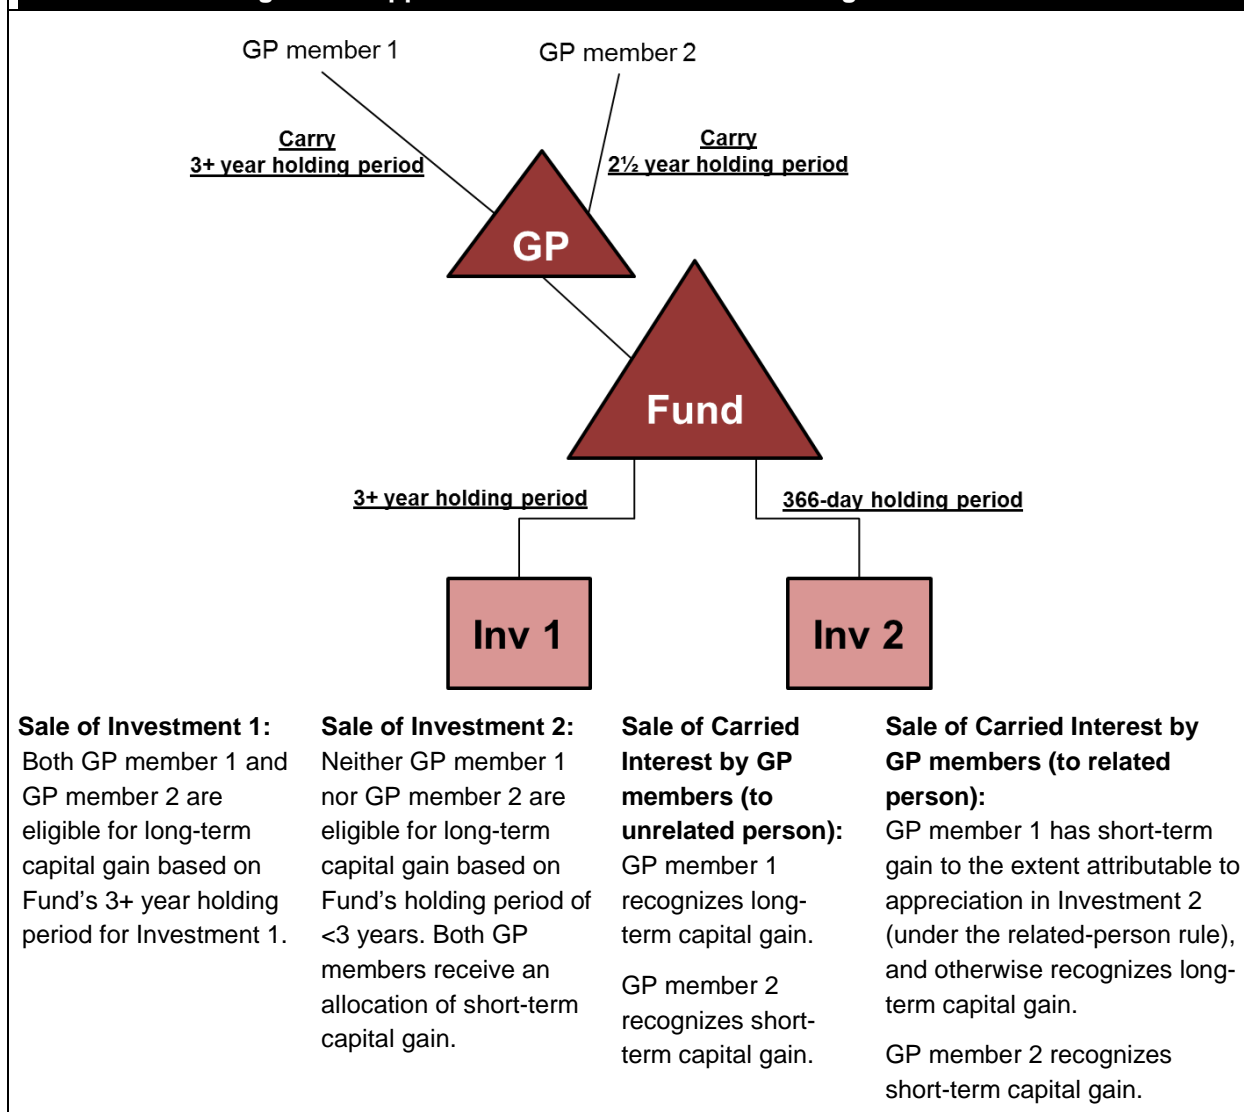 GP member 1
GP member 2
Carry
3+ year holding period
Carry
2½ year holding period
GP
Fund
3+ year holding period
366-day holding period
Inv 1
Inv 2
Sale of Investment 1:
Both GP member 1 and
GP member 2 are
eligible for long-term
capital gain based on
Fund's 3+ year holding
period for Investment 1.
Sale of Investment 2:
Neither GP member 1
nor GP member 2 are
eligible for long-term
capital gain based on
Fund's holding period of
<3 years. Both GP
members receive an
allocation of short-term
capital gain.
Sale of Carried
Interest by GP
members (to
unrelated person):
GP member 1
recognizes long-
term capital gain.
GP member 2
recognizes short-
term capital gain.
Sale of Carried Interest by
GP members (to related
person):
GP member 1 has short-term
gain to the extent attributable to
appreciation in Investment 2
(under the related-person rule),
and otherwise recognizes long-
term capital gain.
GP member 2 recognizes
short-term capital gain.